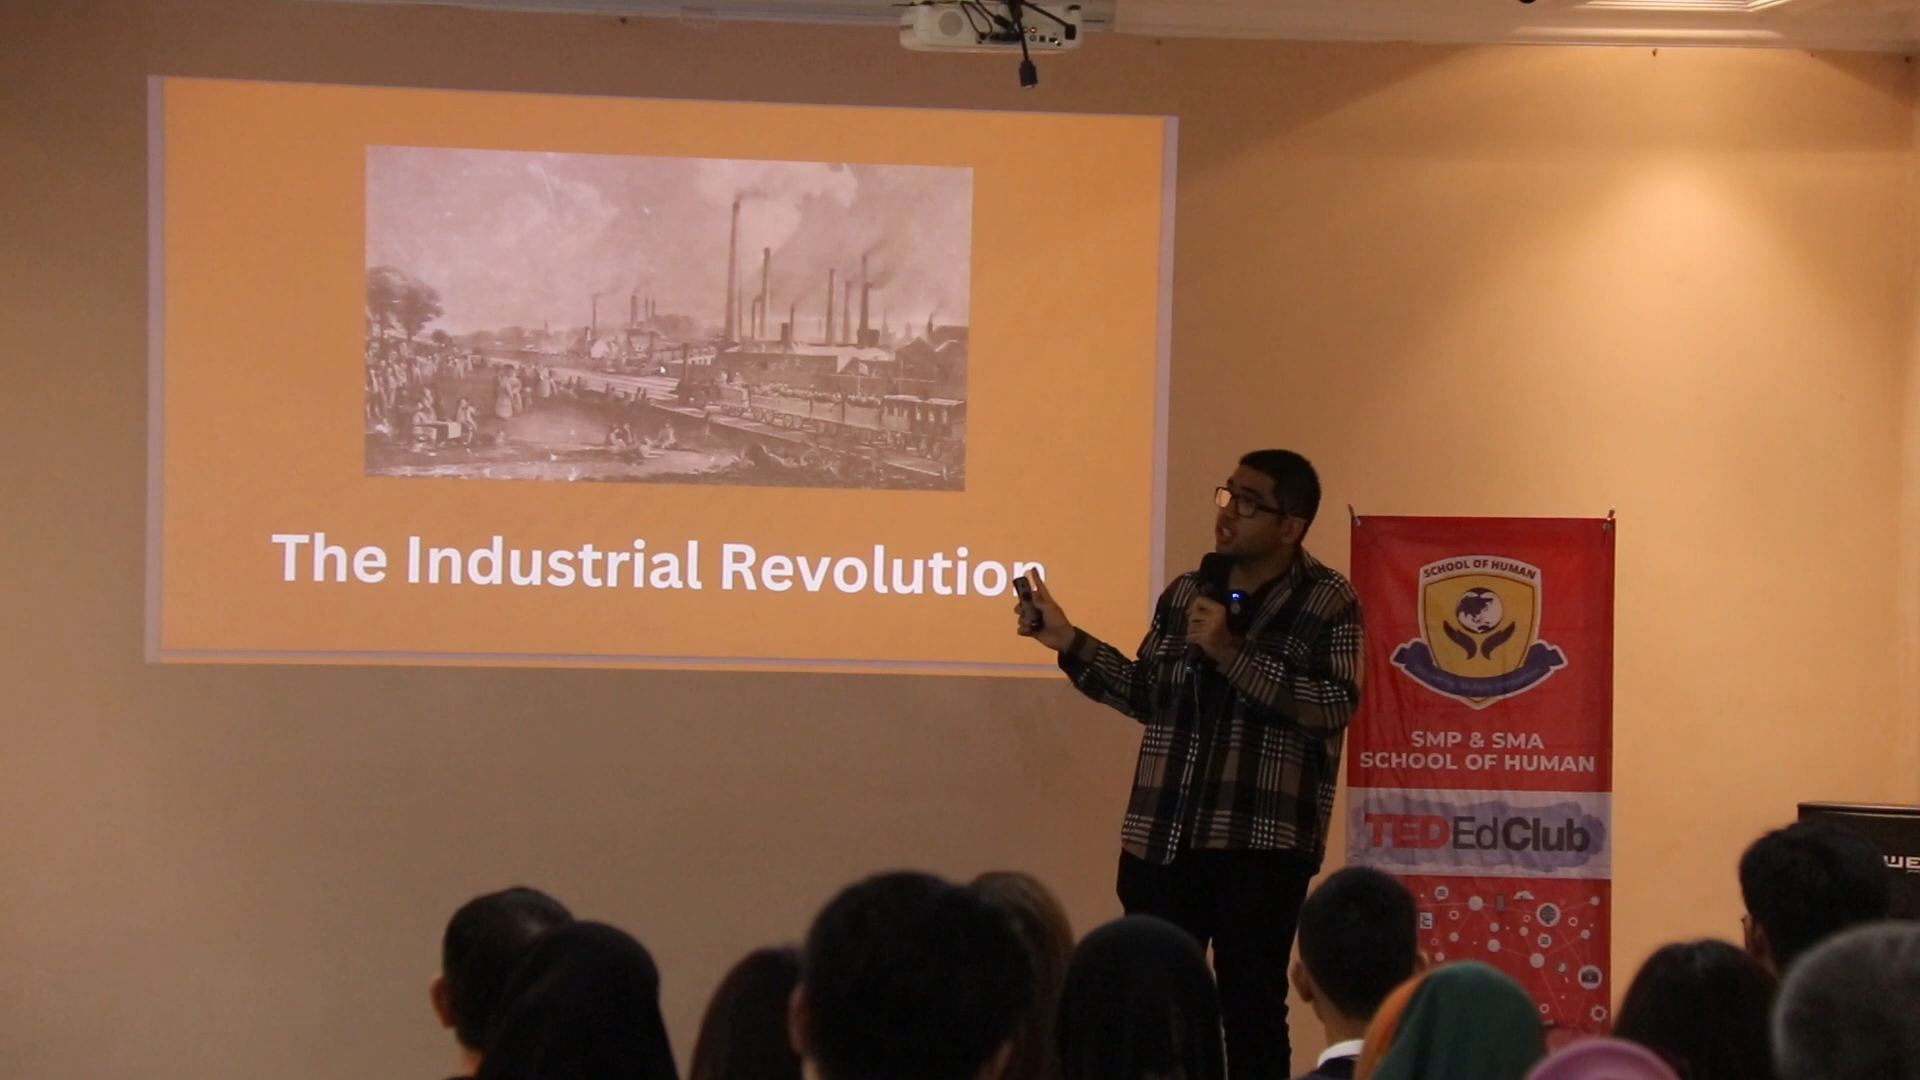 The Industrial Revolution
SCHOOL OF HUMAN
SMP & SMA
SCHOOL OF HUMAN
TEDEdClub